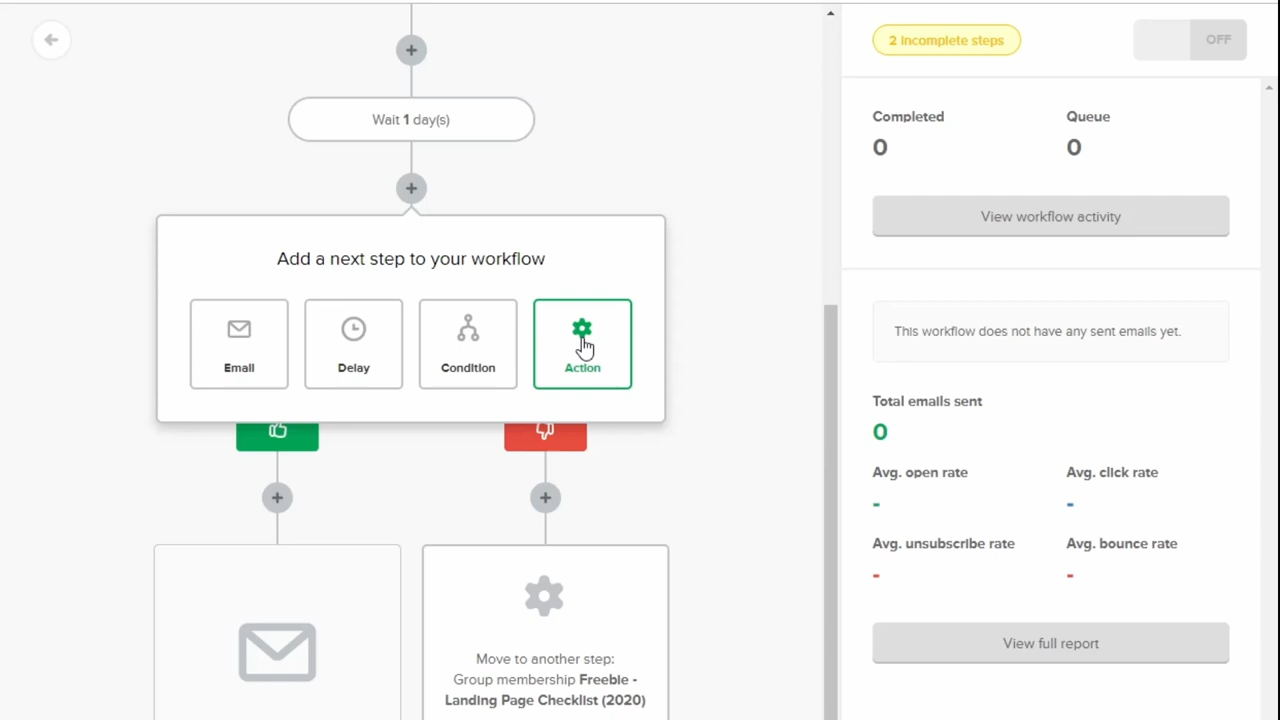 2 Incomplete steps
OFF
Wait 1 day(s)
Completed
Queue
0
0
View workflow activity
Add a next step to your workflow
Email
Delay
Condition
Action
This workflow does not have any sent emails yet.
Total emails sent
0
Avg. open rate
Avg. click rate
-
-
Avg. unsubscribe rate
Avg. bounce rate
-
-
Move to another step:
Group membership Freebie -
Landing Page Checklist (2020)
View full report